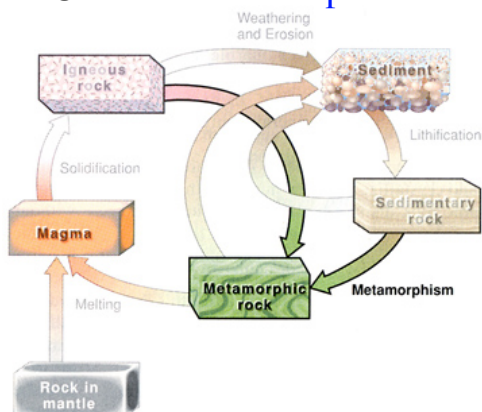 Weathering
and Erosion
Igneous
rock
Sediment
Lithification
Solidification
Sedimentary
rock
Magma
Metamorphic
rock
Metamorphism
Melting
Rock in
mantle